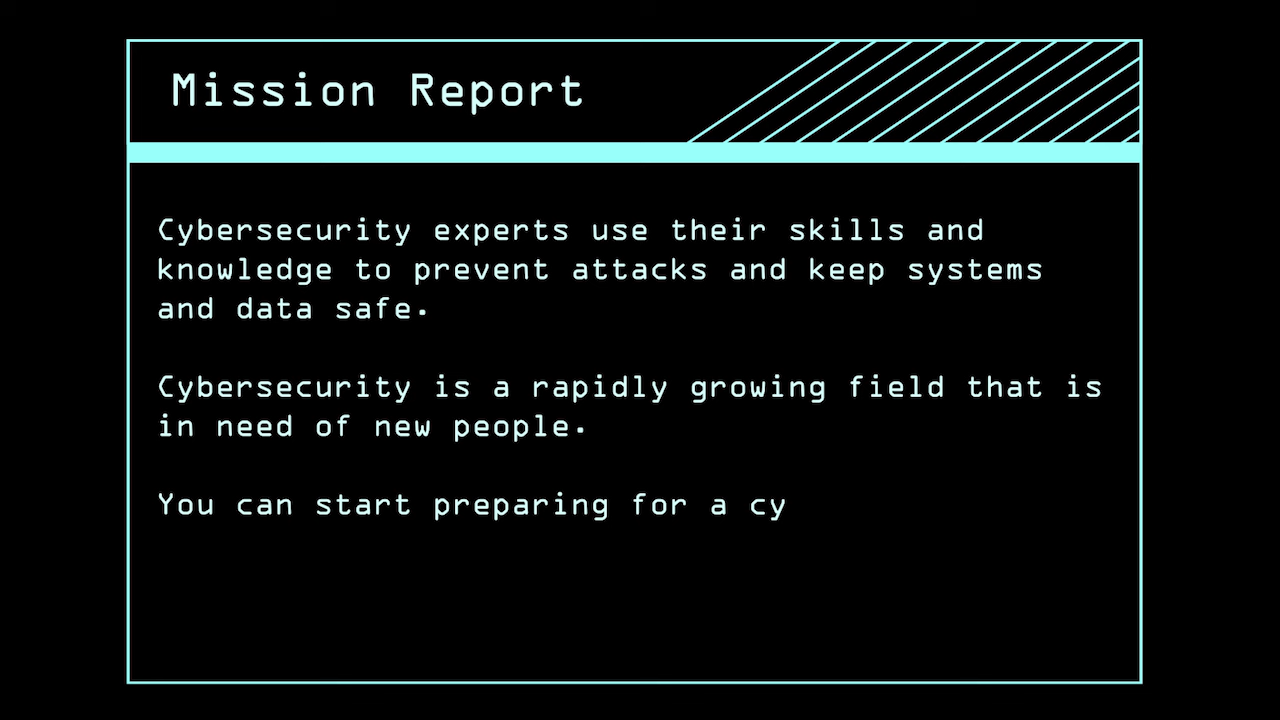 Mission Report
Cybersecurity experts use their skills and
knowledge to prevent attacks and keep systems
and data safe.
Cybersecurity is a rapidly growing field that is
in need of new people.
You can start preparing for a cy